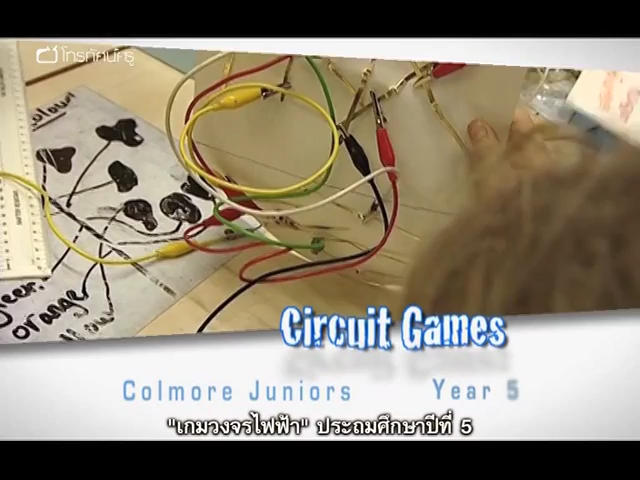 โทรทัศน์ครู
colour
green
orange
Circuit Games
Colmore Juniors Year 5
"เกมวงจรไฟฟ้า" ประถมศึกษาปีที่ 5